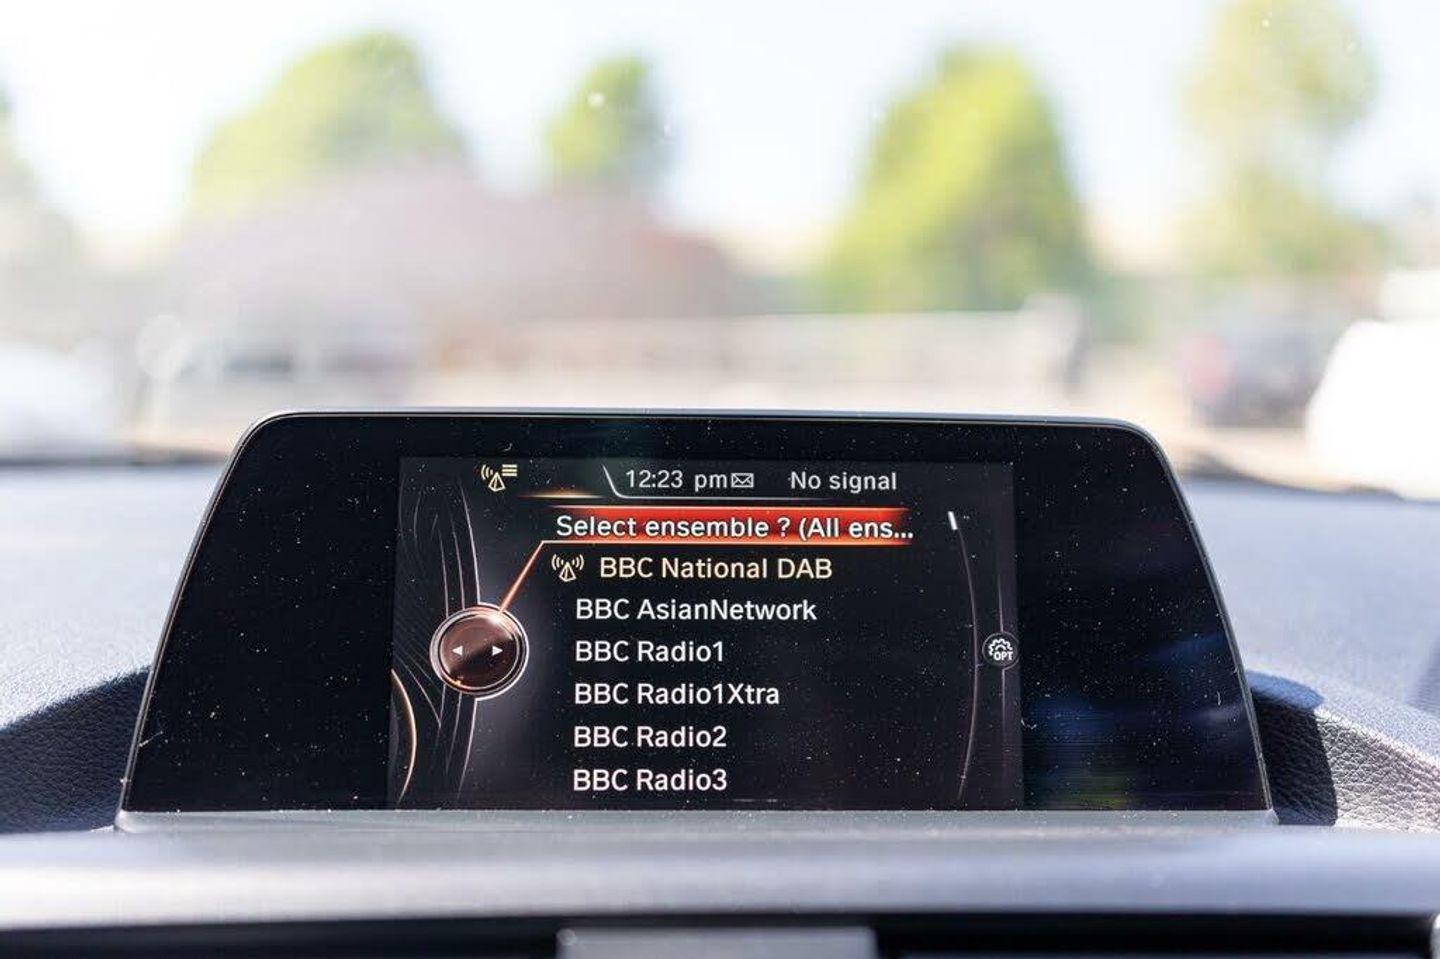 12:23 pm No signal
Select ensemble ? (All ens...
BBC National DAB
BBC AsianNetwork
BBC Radio1
BBC Radio1Xtra
BBC Radio2
BBC Radio3
OPT